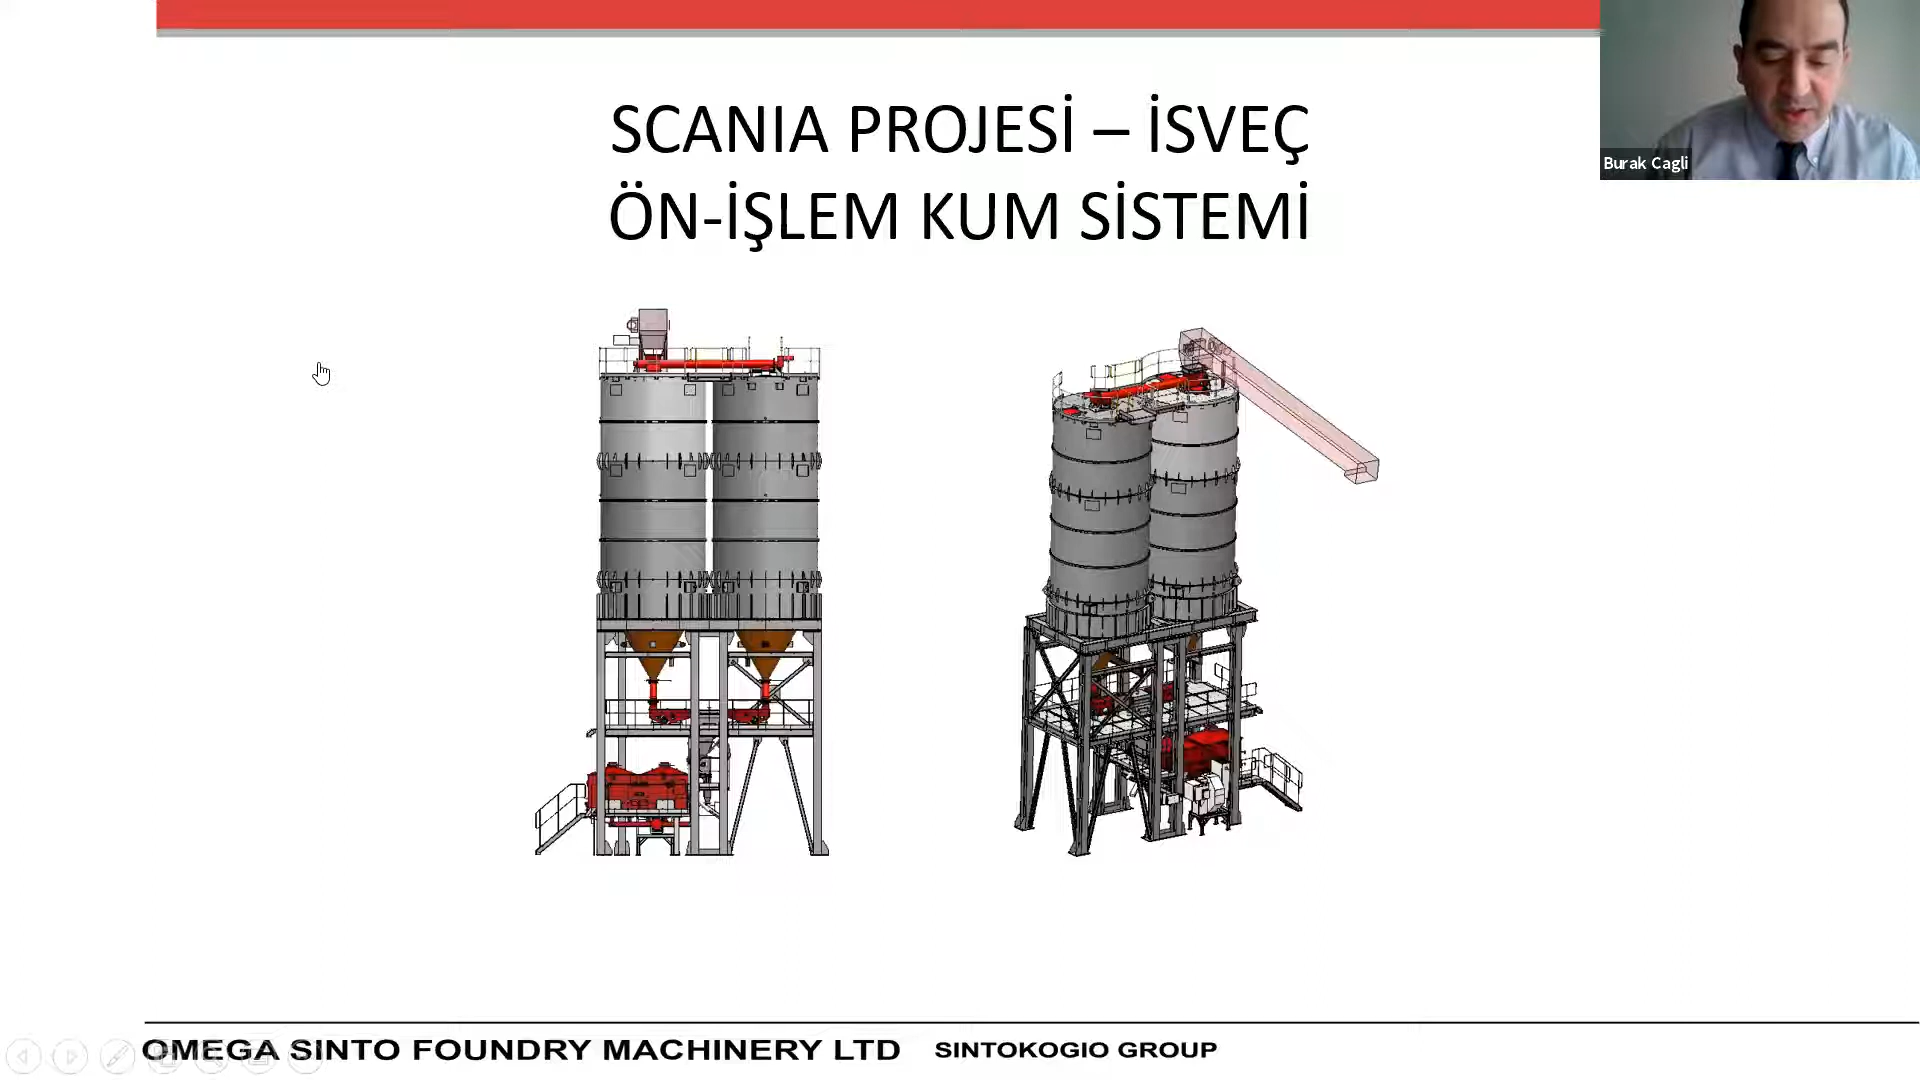 SCANIA PROJESİ – İSVEÇ
ÖN-İŞLEM KUM SİSTEMİ
Burak Cagli
OMEGA SINTO FOUNDRY MACHINERY LTD SINTOKOGIO GROUP